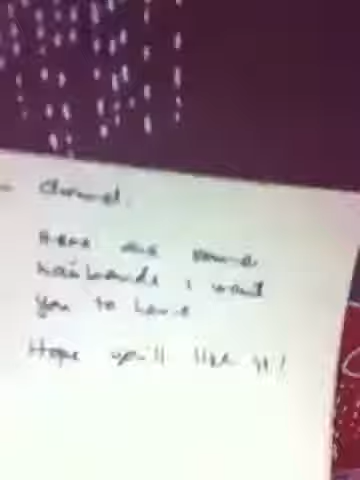 Here are some
hairbands i want
you to have
Hope you'll like it!